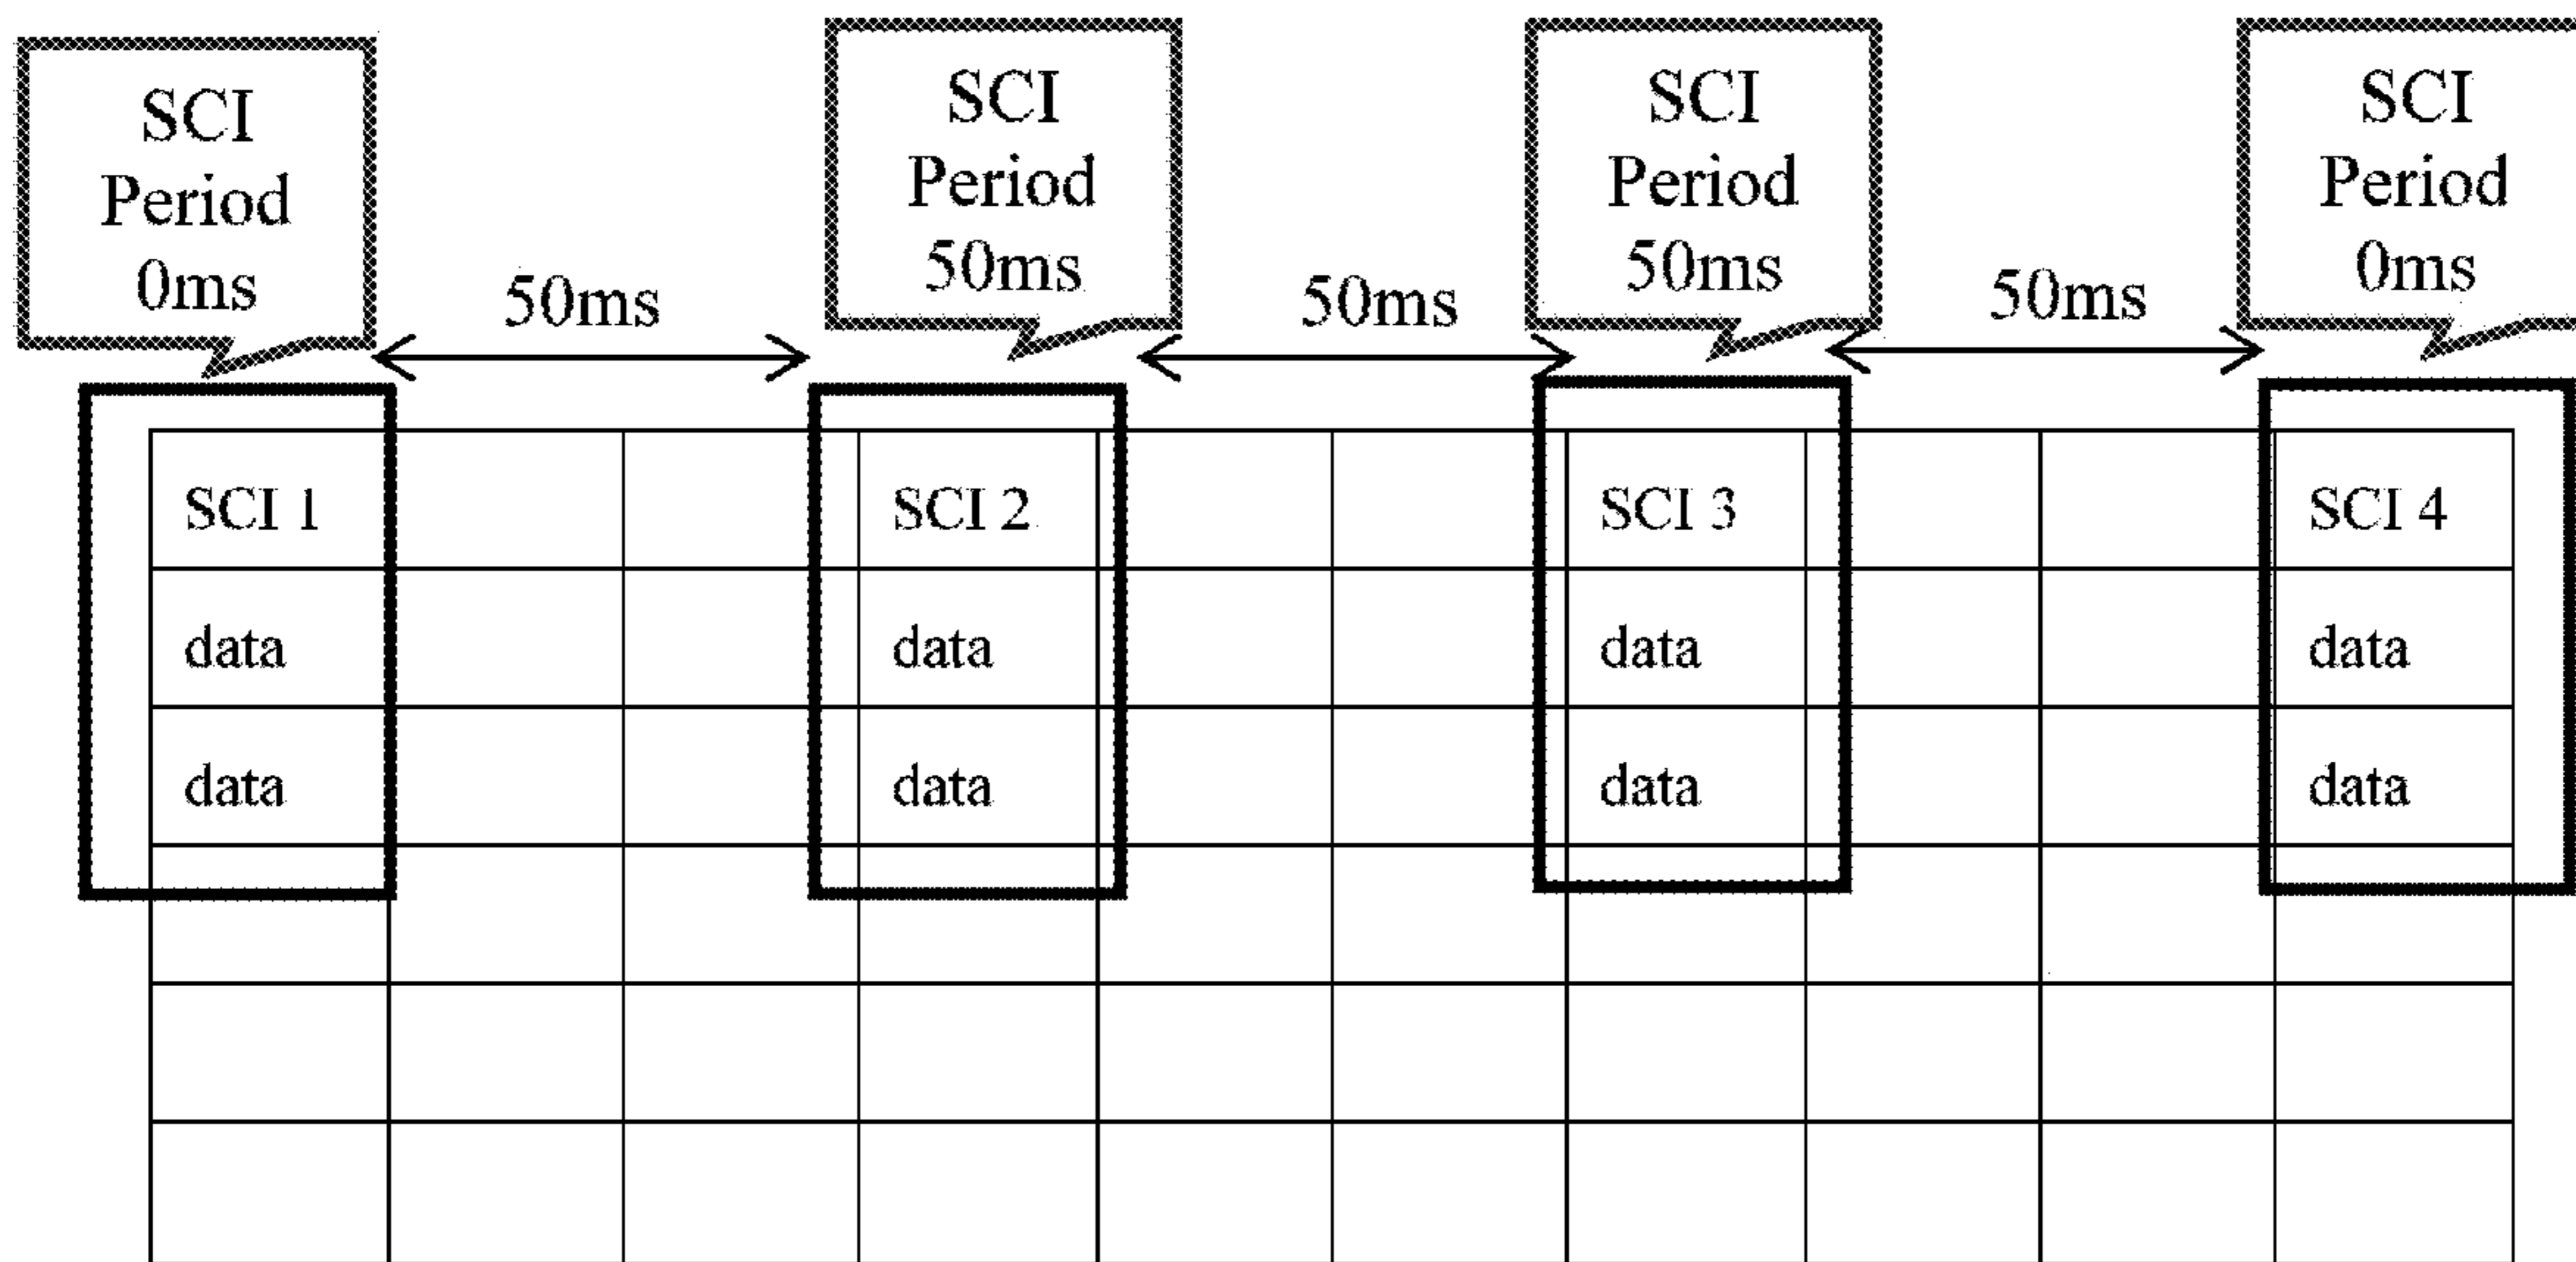 SCI
Period
0ms
50ms
SCI
Period
50ms
50ms
SCI
Period
50ms
50ms
SCI
Period
0ms
SCI 1
SCI 2
SCI 3
SCI 4
data
data
data
data
data
data
data
data